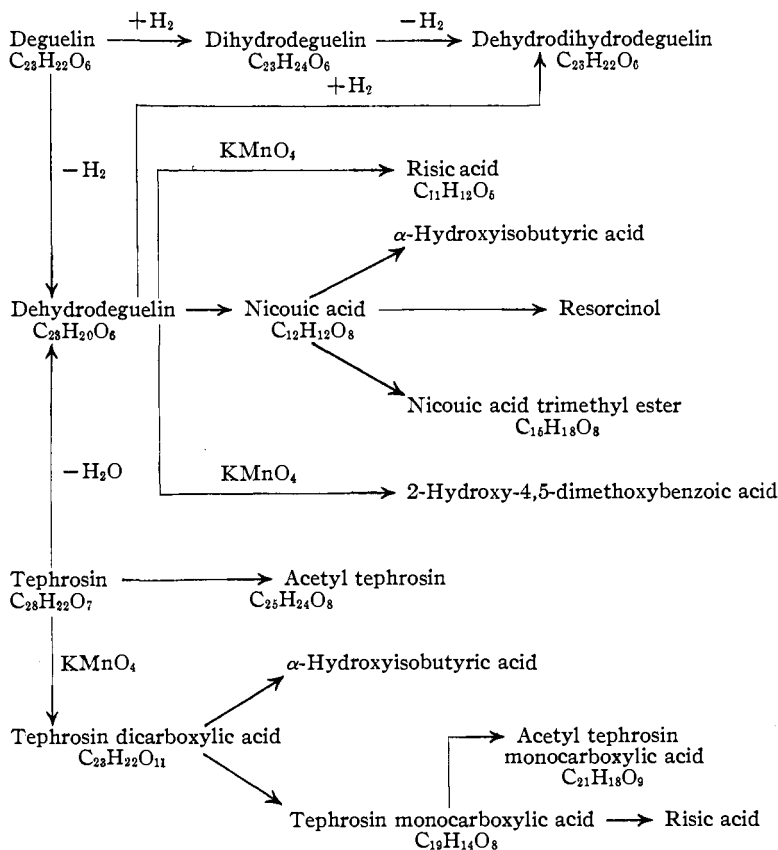 Deguelin +H₂ Dihydrodeguelin −H₂ Dehydrodihydrodeguelin
C₂₃H₂₂O₆ C₂₃H₂₄O₆ C₂₃H₂₂O₆
+H₂
−H₂
KMnO₄ Risic acid
C₁₁H₁₂O₅
α-Hydroxyisobutyric acid
Dehydrodeguelin Nicouic acid Resorcinol
C₂₃H₂₀O₆ C₁₂H₁₂O₈
Nicouic acid trimethyl ester
C₁₅H₁₈O₈
−H₂O
KMnO₄ 2-Hydroxy-4,5-dimethoxybenzoic acid
Tephrosin Acetyl tephrosin
C₂₃H₂₂O₇ C₂₅H₂₄O₈
KMnO₄
α-Hydroxyisobutyric acid
Tephrosin dicarboxylic acid
C₂₃H₂₂O₁₁
Acetyl tephrosin
monocarboxylic acid
C₂₁H₁₈O₉
Tephrosin monocarboxylic acid Risic acid
C₁₉H₁₄O₈